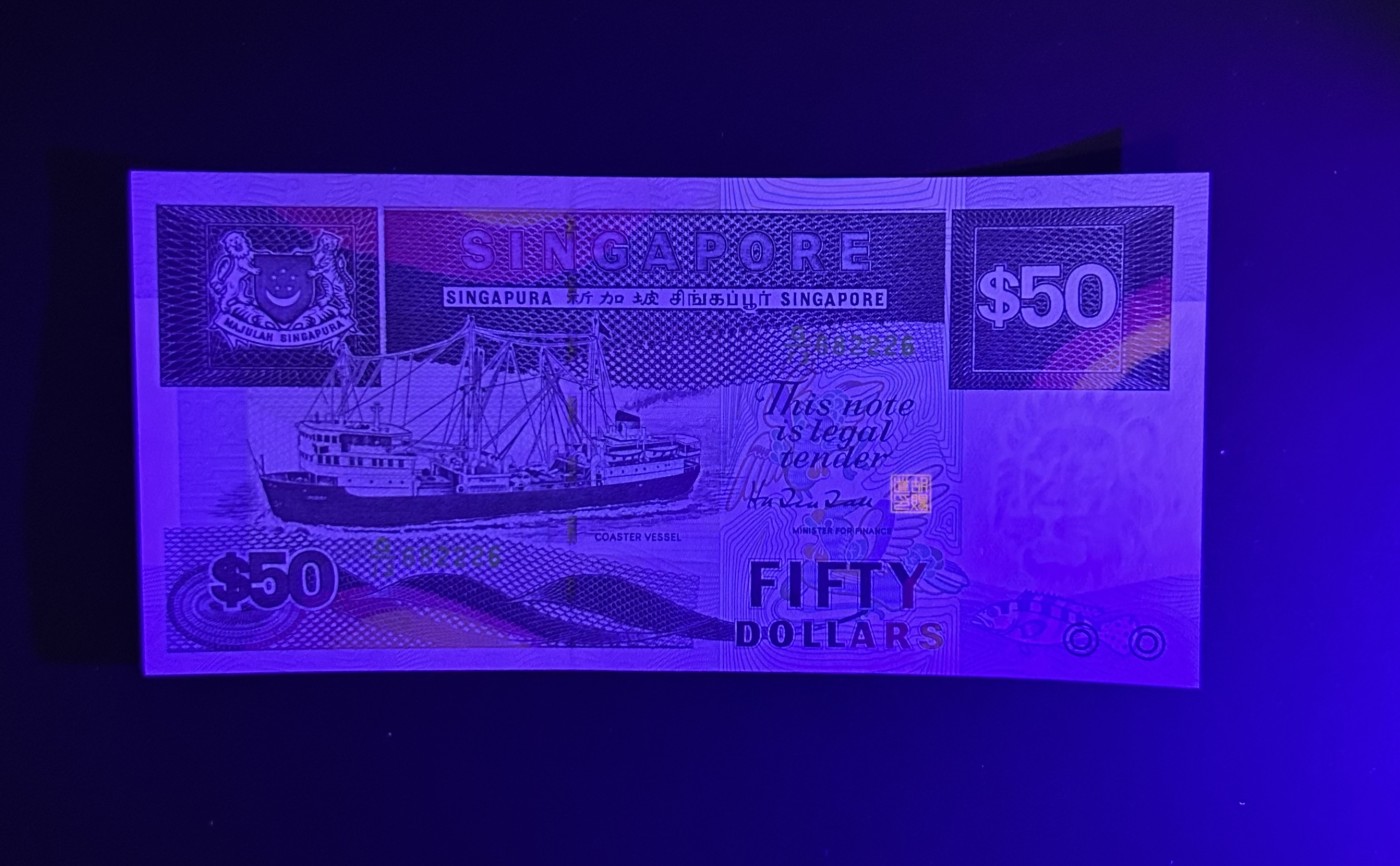 SINGAPORE
SINGAPURA 新加坡 சிங்கப்பூர் SINGAPORE
MAJULAH SINGAPURA
$50
This note
is legal
tender
MINISTER FOR FINANCE
COASTER VESSEL
$50
FIFTY
DOLLARS